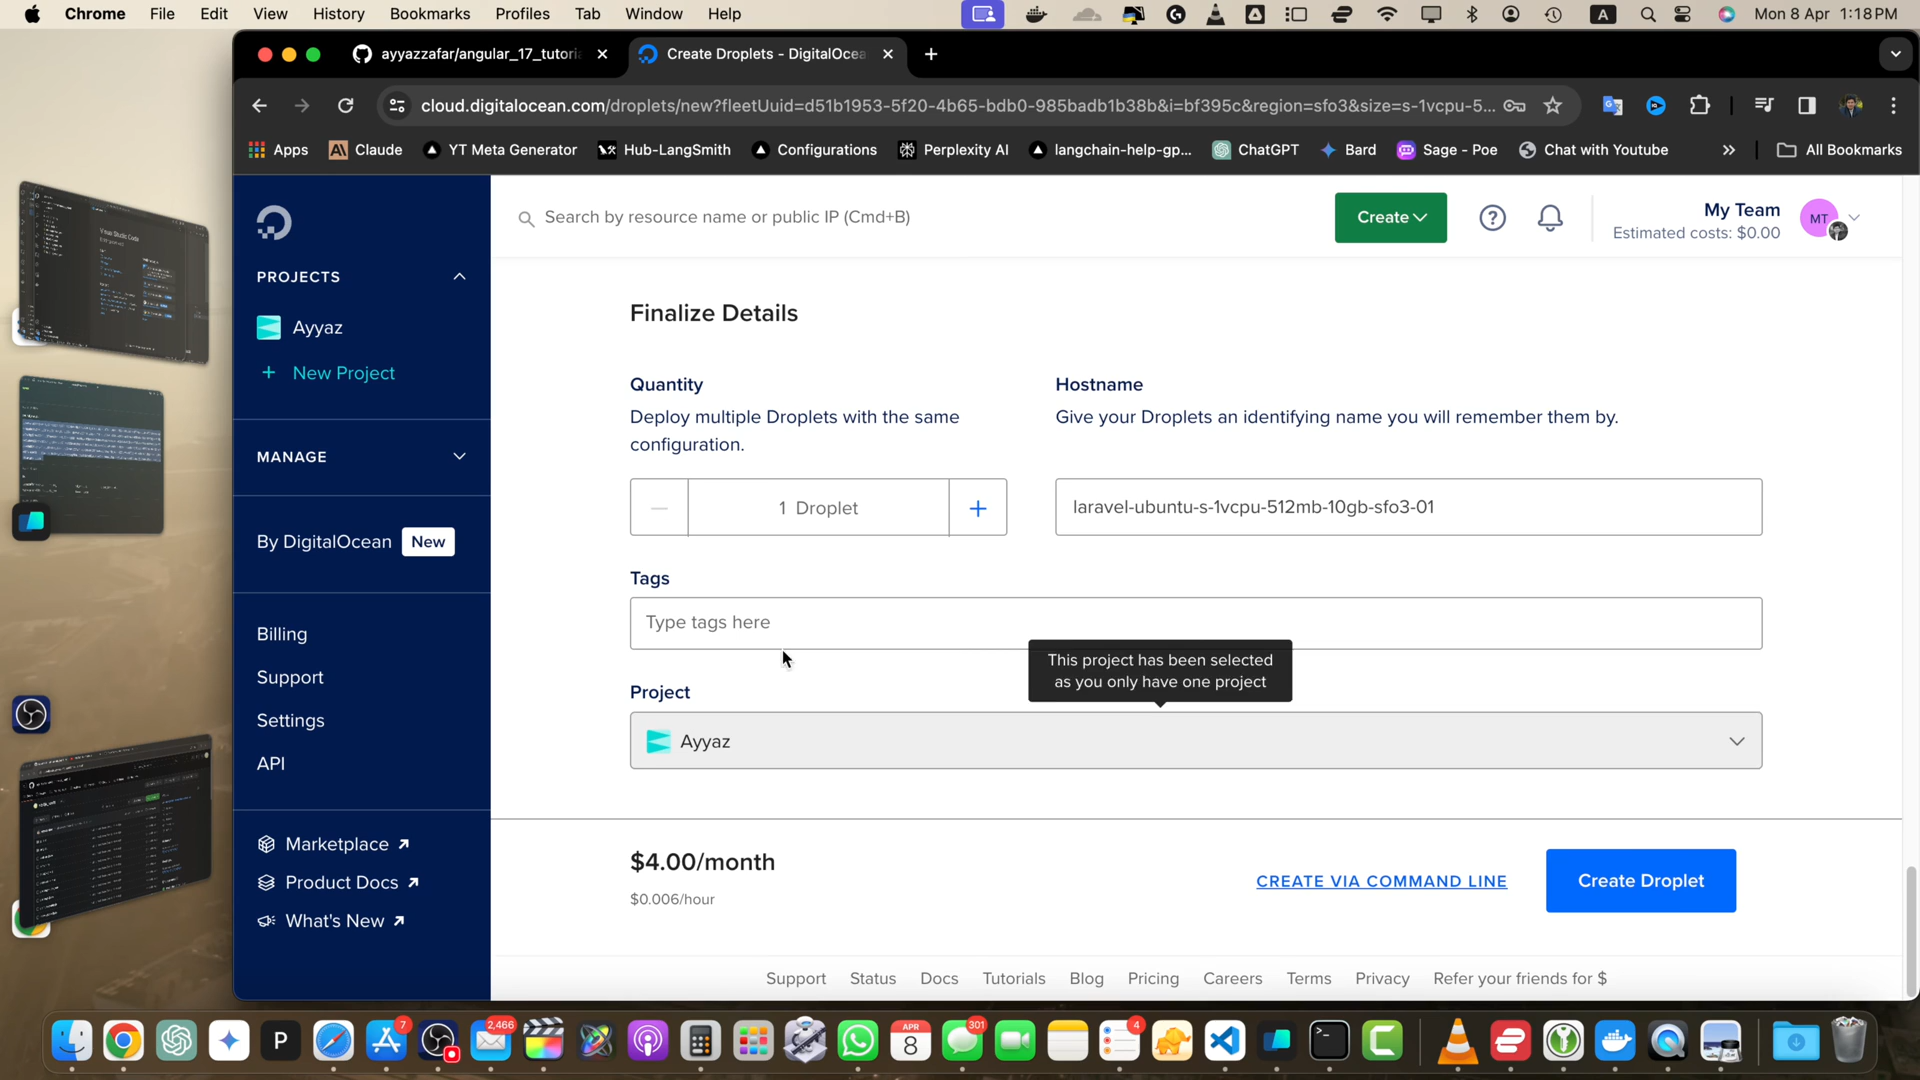 Chrome File Edit View History Bookmarks Profiles Tab Window Help A Mon 8 Apr 1:18 PM
ayyazzafar/angular_17_tutori Create Droplets - DigitalOcea
cloud.digitalocean.com/droplets/new?fleetUuid=d51b1953-5f20-4b65-bdb0-985badb1b38b&i=bf395c&region=sfo3&size=s-1vcpu-5...
Apps Claude YT Meta Generator Hub-LangSmith Configurations Perplexity AI langchain-help-gp... ChatGPT Bard Sage - Poe Chat with Youtube » All Bookmarks
Search by resource name or public IP (Cmd+B)
Create
My Team
Estimated costs: $0.00
MT
PROJECTS
Ayyaz
+ New Project
MANAGE
By DigitalOcean New
Billing
Support
Settings
API
Marketplace
Product Docs
What's New
Finalize Details
Quantity
Deploy multiple Droplets with the same
configuration.
1 Droplet
Hostname
Give your Droplets an identifying name you will remember them by.
laravel-ubuntu-s-1vcpu-512mb-10gb-sfo3-01
Tags
Type tags here
This project has been selected
as you only have one project
Project
Ayyaz
$4.00/month
$0.006/hour
CREATE VIA COMMAND LINE
Create Droplet
Support Status Docs Tutorials Blog Pricing Careers Terms Privacy Refer your friends for $
7 2,466 APR 8 301 4
P